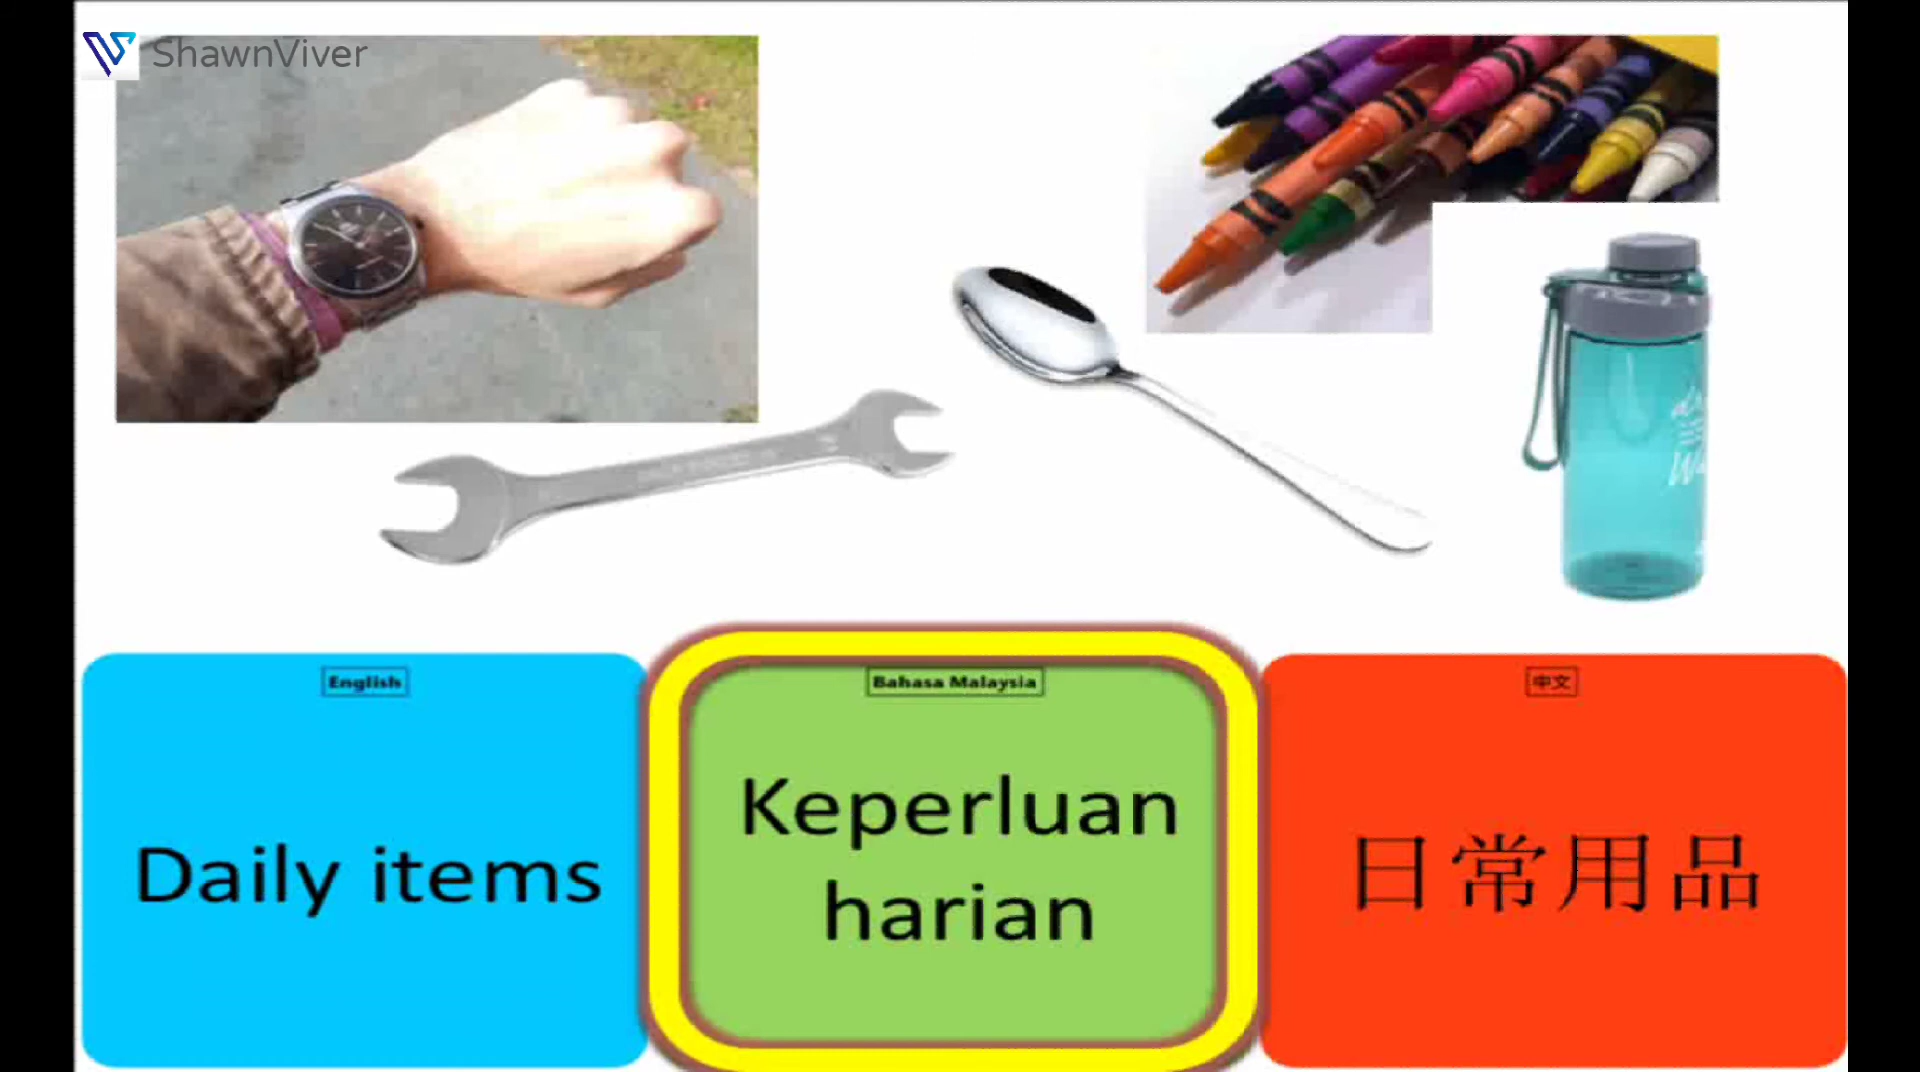 ShawnViver
English
Daily items
Bahasa Malaysia
Keperluan
harian
中文
日常用品